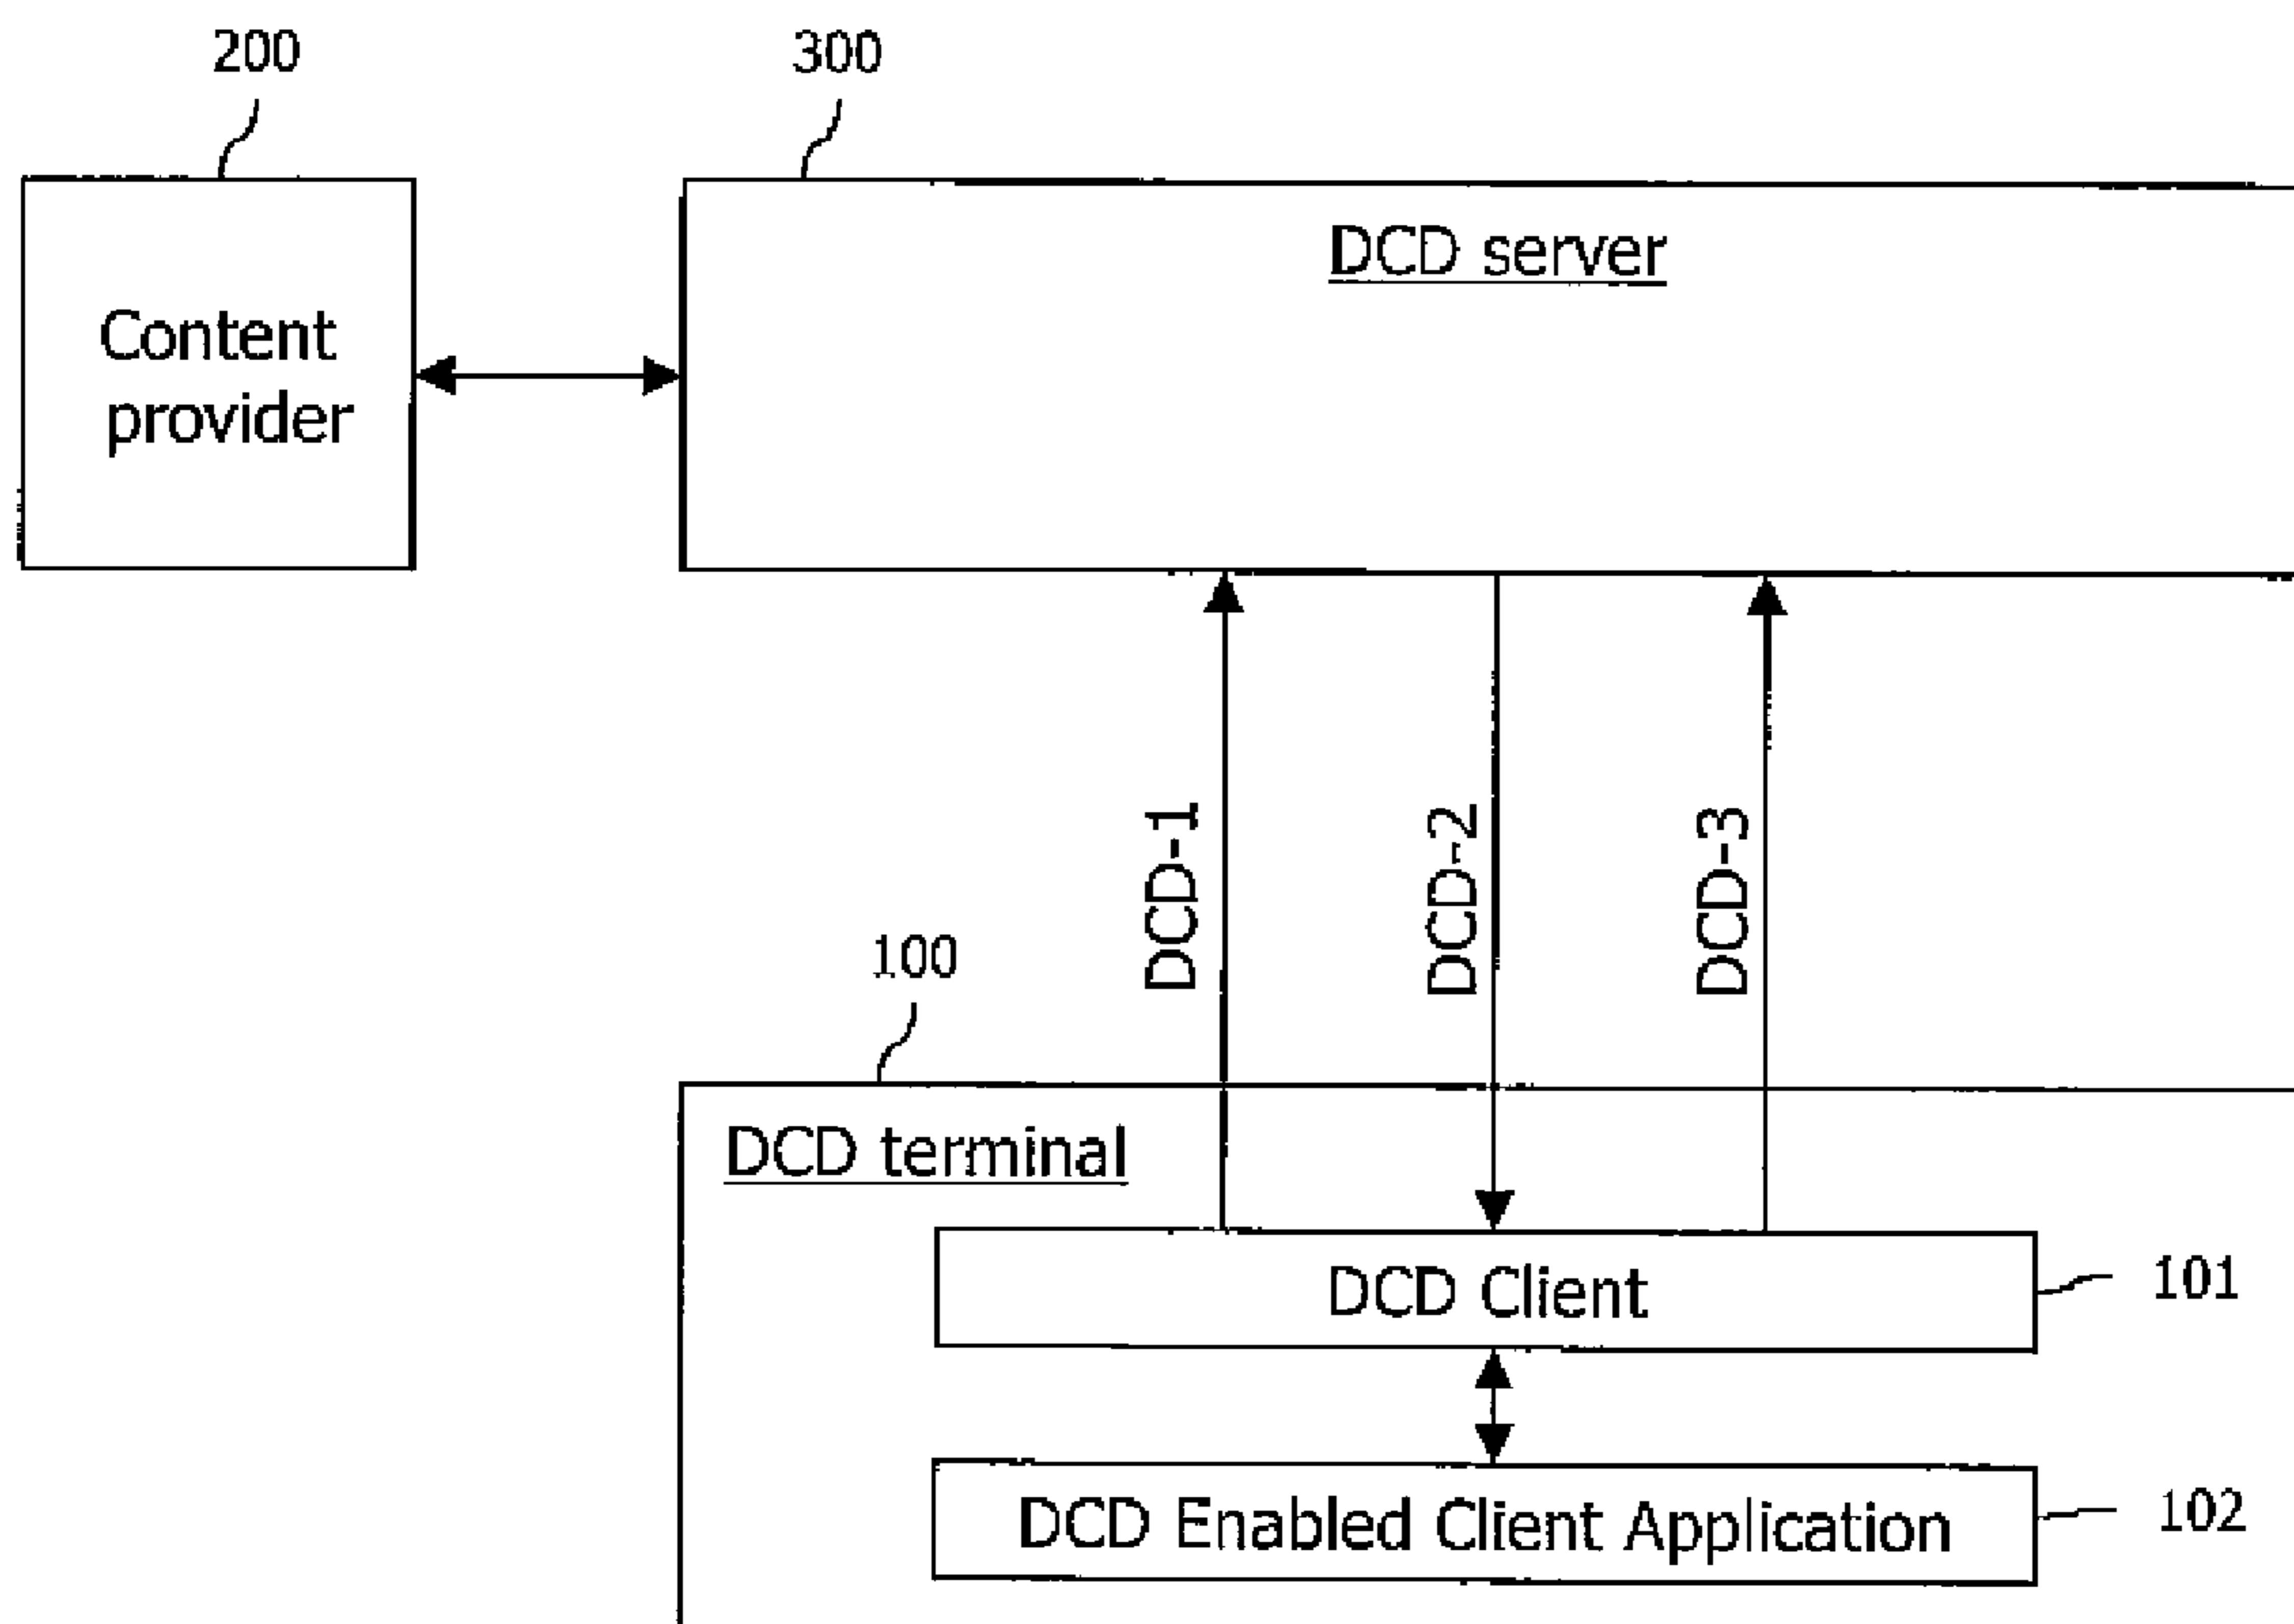 200
300
Content
provider
DCD server
DCD-1
DCD-2
DCD-3
100
DCD terminal
DCD Client
101
DCD Enabled Client Application
102